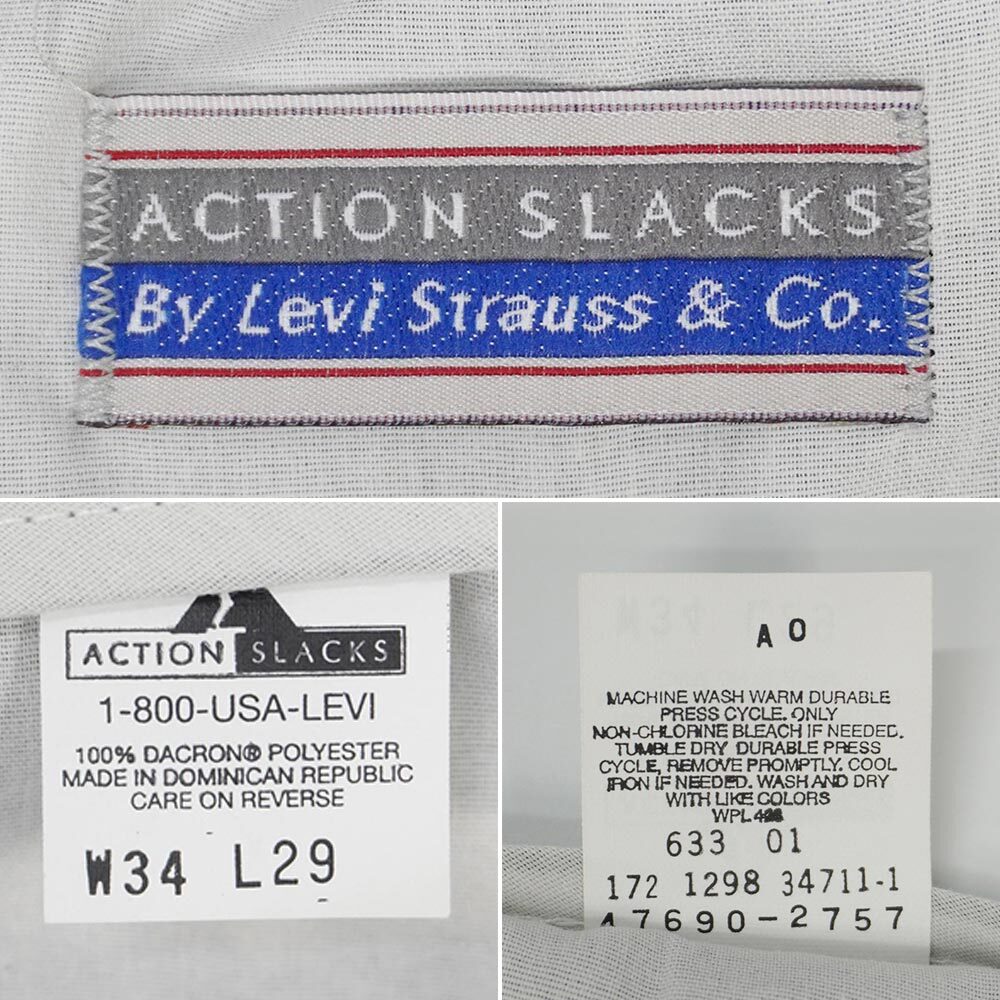 ACTION SLACKS
By Levi Strauss & Co.
ACTION SLACKS
1-800-USA-LEVI
100% DACRON® POLYESTER
MADE IN DOMINICAN REPUBLIC
CARE ON REVERSE
W34 L29
A 0
MACHINE WASH WARM DURABLE
PRESS CYCLE. ONLY
NON-CHLORINE BLEACH IF NEEDED.
TUMBLE DRY DURABLE PRESS
CYCLE, REMOVE PROMPTLY. COOL
IRON IF NEEDED. WASH AND DRY
WITH LIKE COLORS
WPL
633 01
172 1298 34711-1
47690-2757